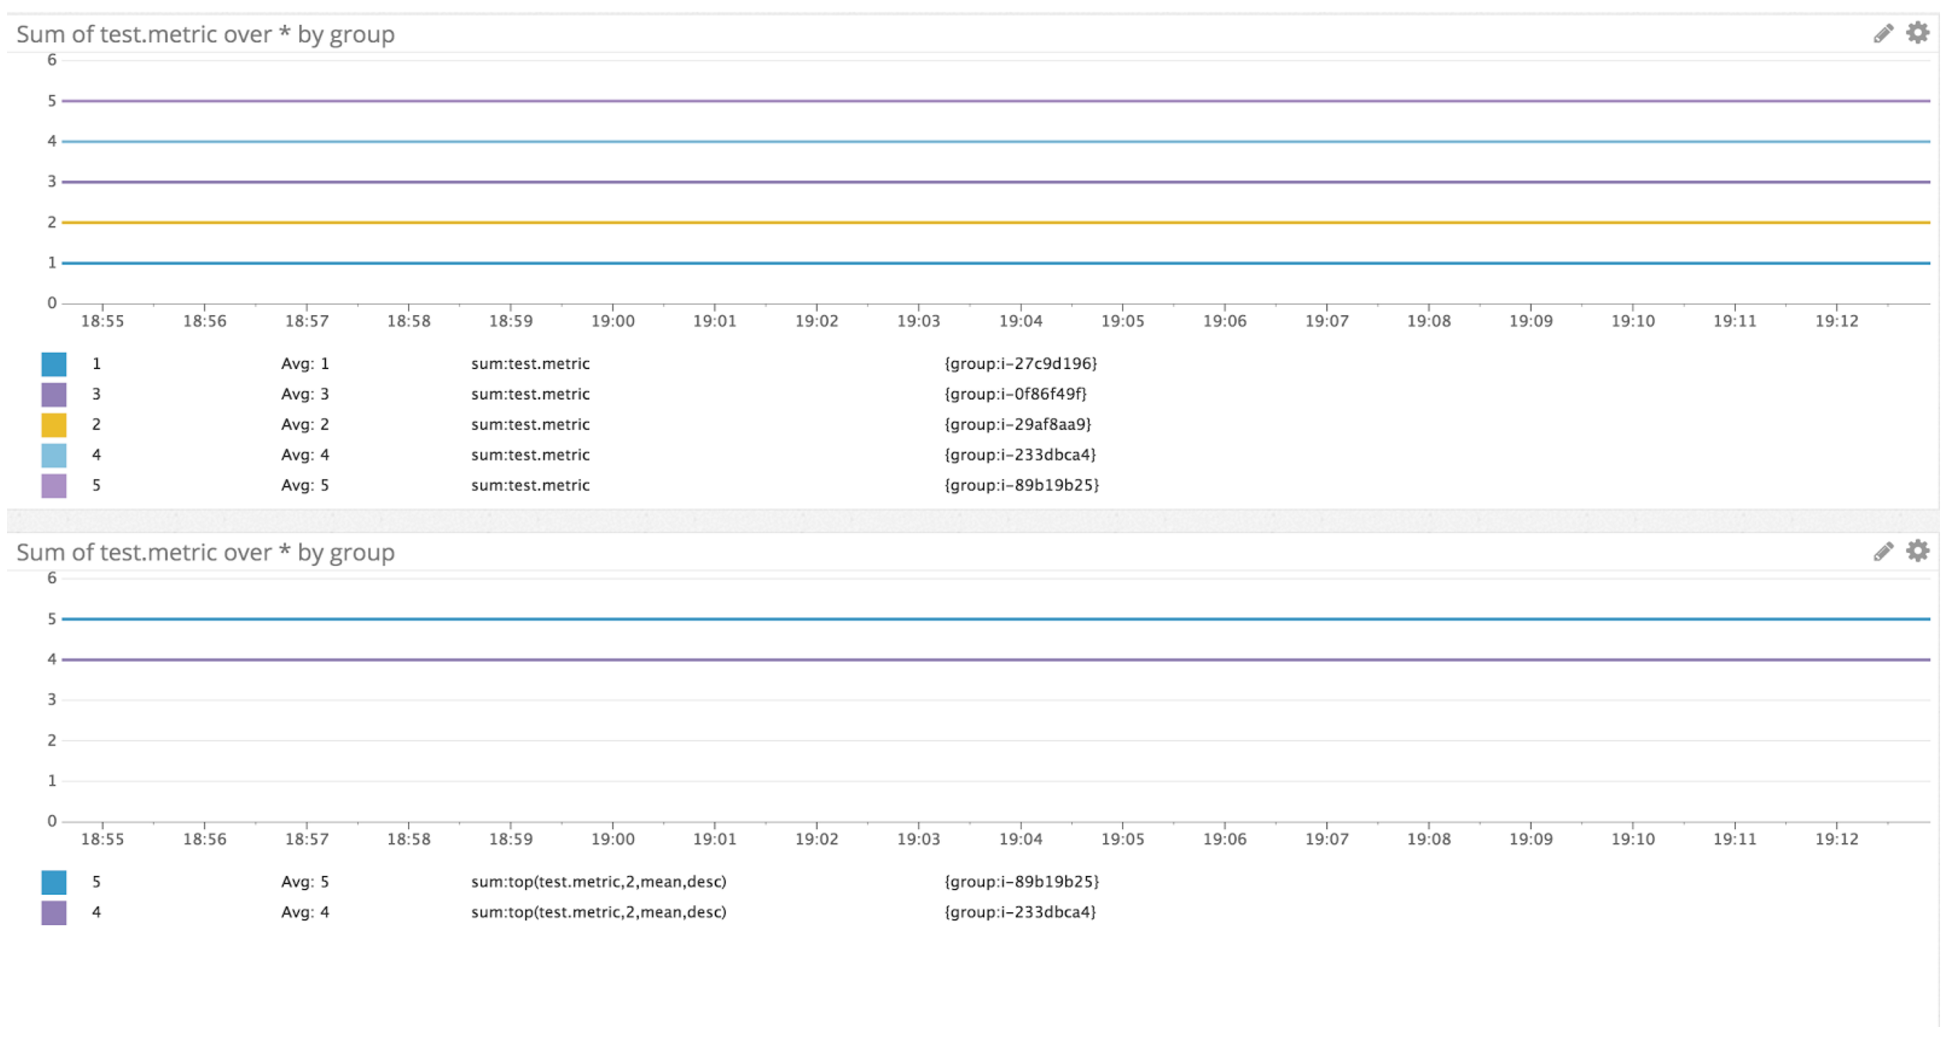 Sum of test.metric over * by group
6
5
4
3
2
1
0
18:55 18:56 18:57 18:58 18:59 19:00 19:01 19:02 19:03 19:04 19:05 19:06 19:07 19:08 19:09 19:10 19:11 19:12
1 Avg: 1 sum:test.metric {group:i-27c9d196}
3 Avg: 3 sum:test.metric {group:i-0f86f49f}
2 Avg: 2 sum:test.metric {group:i-29af8aa9}
4 Avg: 4 sum:test.metric {group:i-233dbca4}
5 Avg: 5 sum:test.metric {group:i-89b19b25}
Sum of test.metric over * by group
6
5
4
3
2
1
0
18:55 18:56 18:57 18:58 18:59 19:00 19:01 19:02 19:03 19:04 19:05 19:06 19:07 19:08 19:09 19:10 19:11 19:12
5 Avg: 5 sum:top(test.metric,2,mean,desc) {group:i-89b19b25}
4 Avg: 4 sum:top(test.metric,2,mean,desc) {group:i-233dbca4}